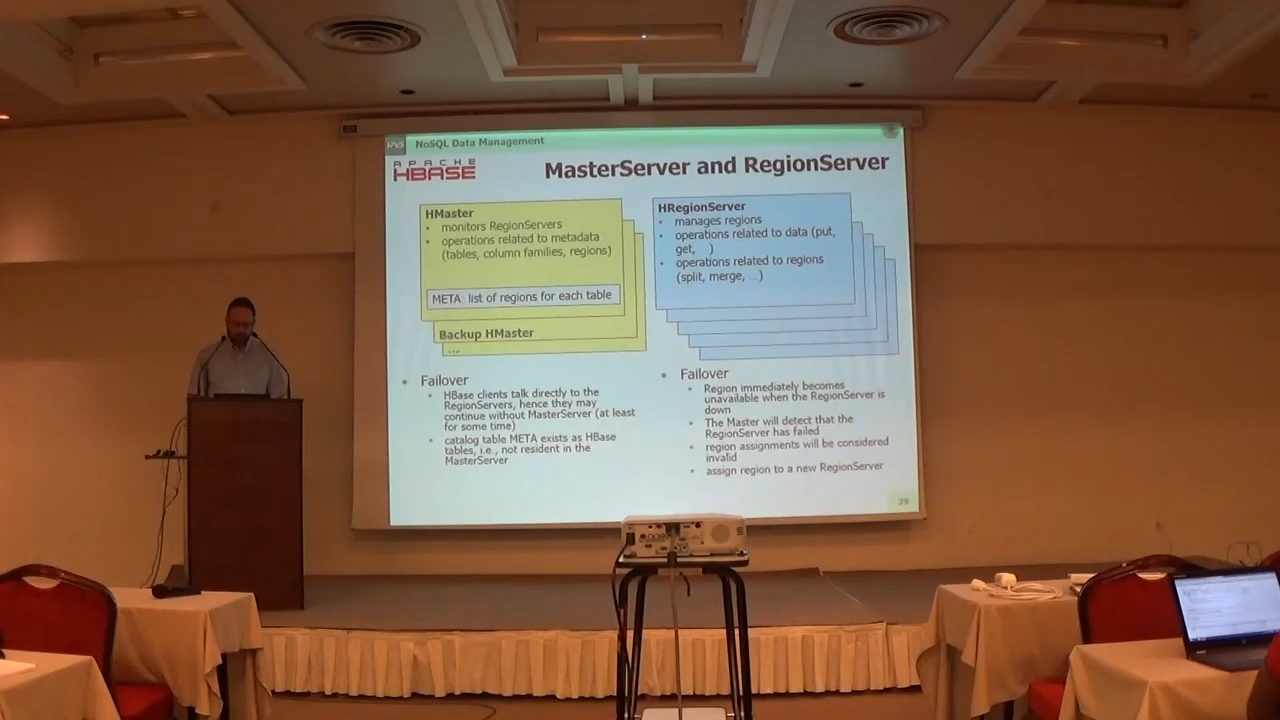 IPVS
NoSQL Data Management
APACHE
HBASE
MasterServer and RegionServer
HMaster
• monitors RegionServers
• operations related to metadata
(tables, column families, regions)
META: list of regions for each table
Backup HMaster
...
HRegionServer
• manages regions
• operations related to data (put,
get, ...)
• operations related to regions
(split, merge, ...)
• Failover
• HBase clients talk directly to the
RegionServers, hence they may
continue without MasterServer (at least
for some time)
• catalog table META exists as HBase
tables, i.e., not resident in the
MasterServer
• Failover
• Region immediately becomes
unavailable when the RegionServer is
down
• The Master will detect that the
RegionServer has failed
• region assignments will be considered
invalid
• assign region to a new RegionServer
39